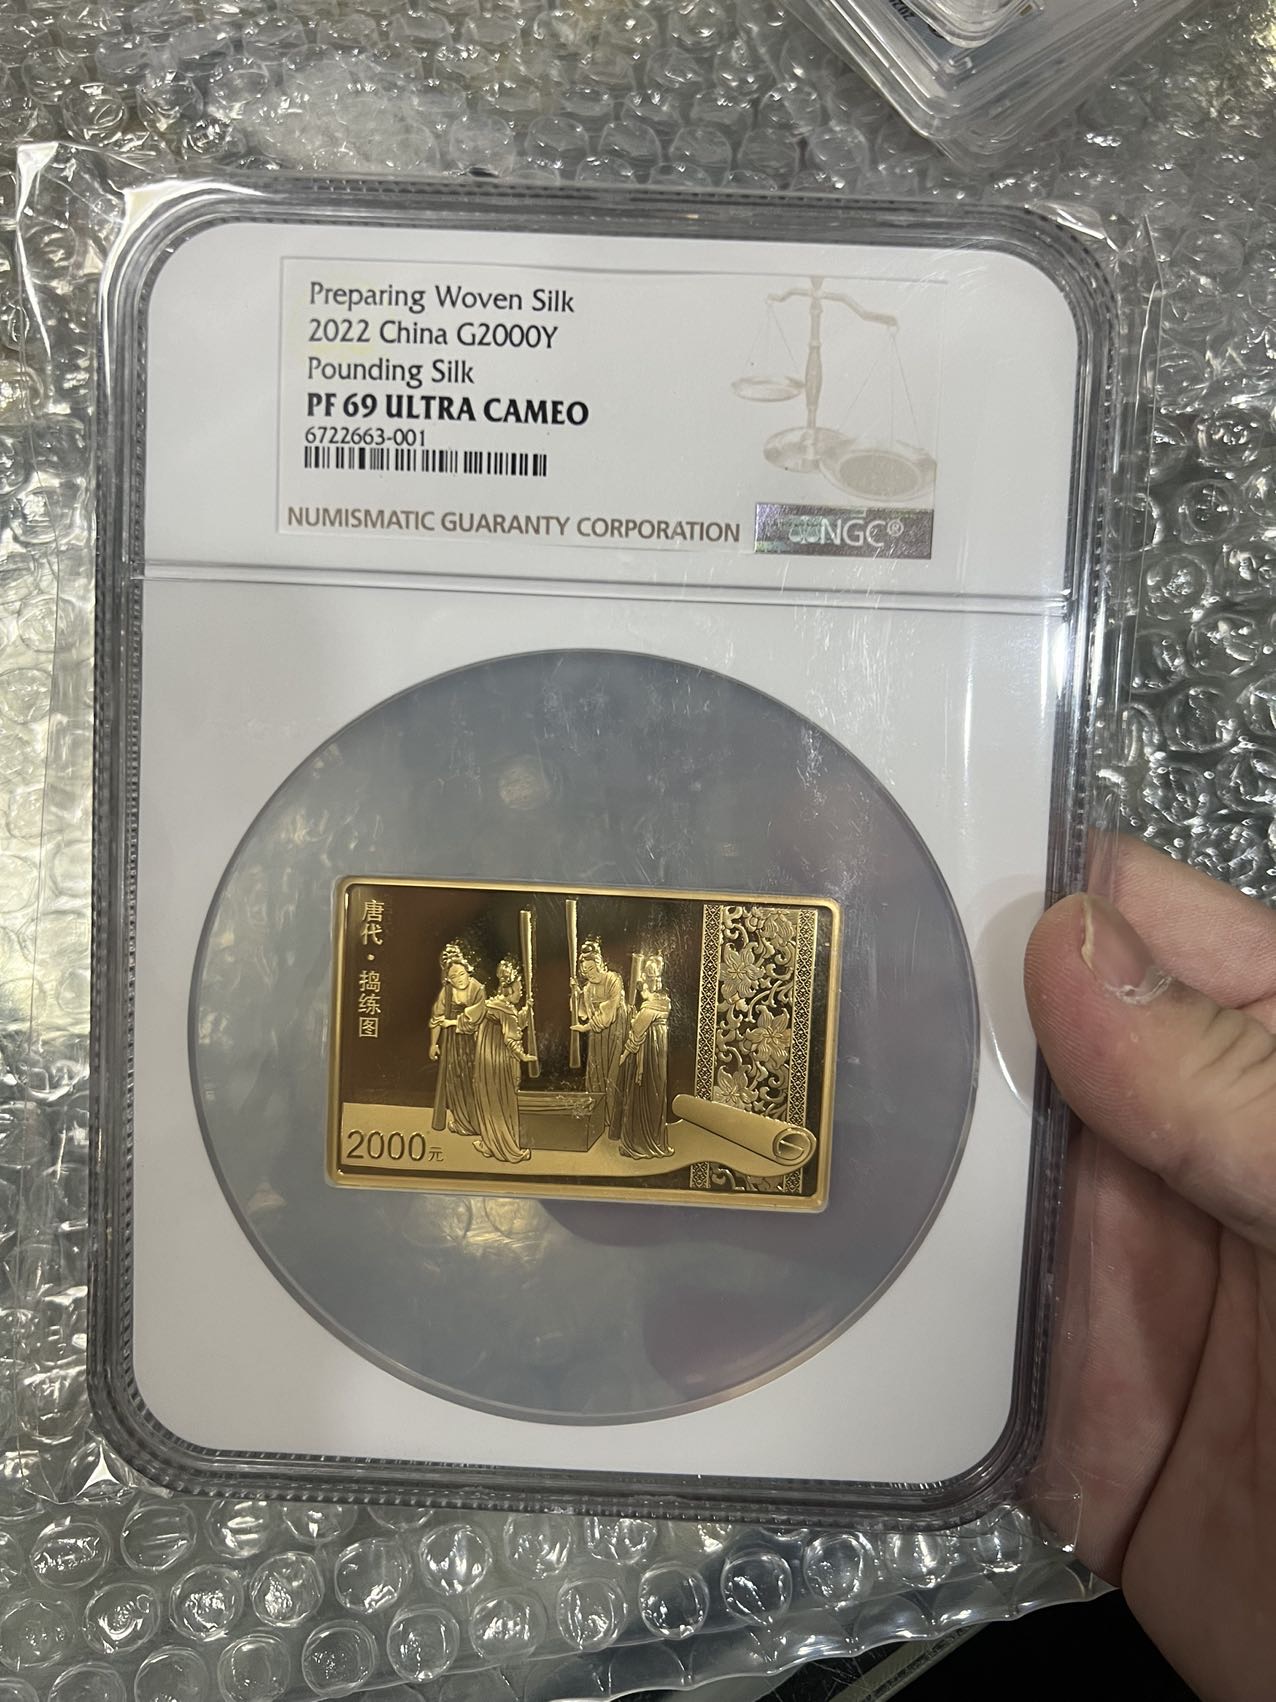 Preparing Woven Silk
2022 China G2000Y
Pounding Silk
PF 69 ULTRA CAMEO
6722663-001
NUMISMATIC GUARANTY CORPORATION
NGC®
唐代·捣练图
2000元